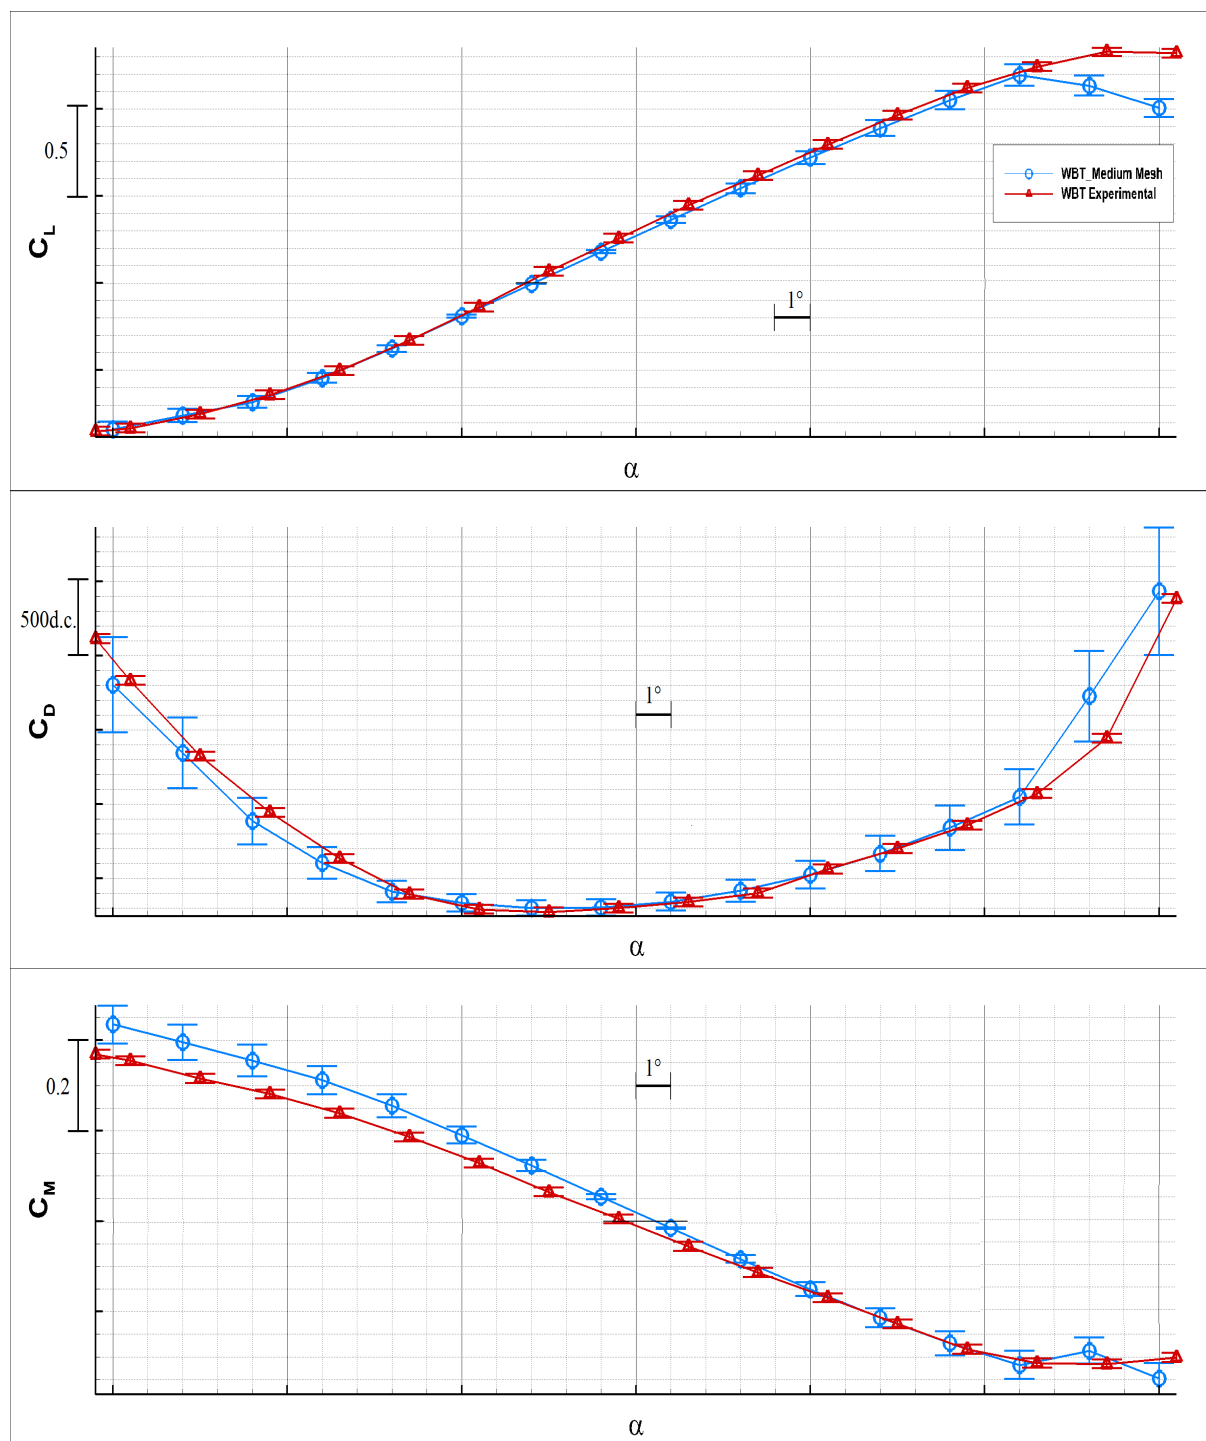 0.5
C_L
WBT_Medium Mesh
WBT Experimental
1°
α
500d.c.
C_D
1°
α
0.2
C_M
1°
α